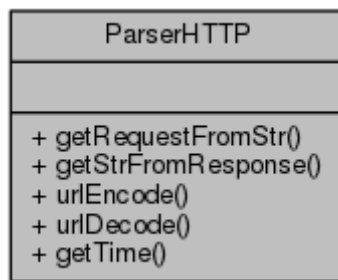 ParserHTTP
+ getRequestFromStr()
+ getStrFromResponse()
+ urlEncode()
+ urlDecode()
+ getTime()